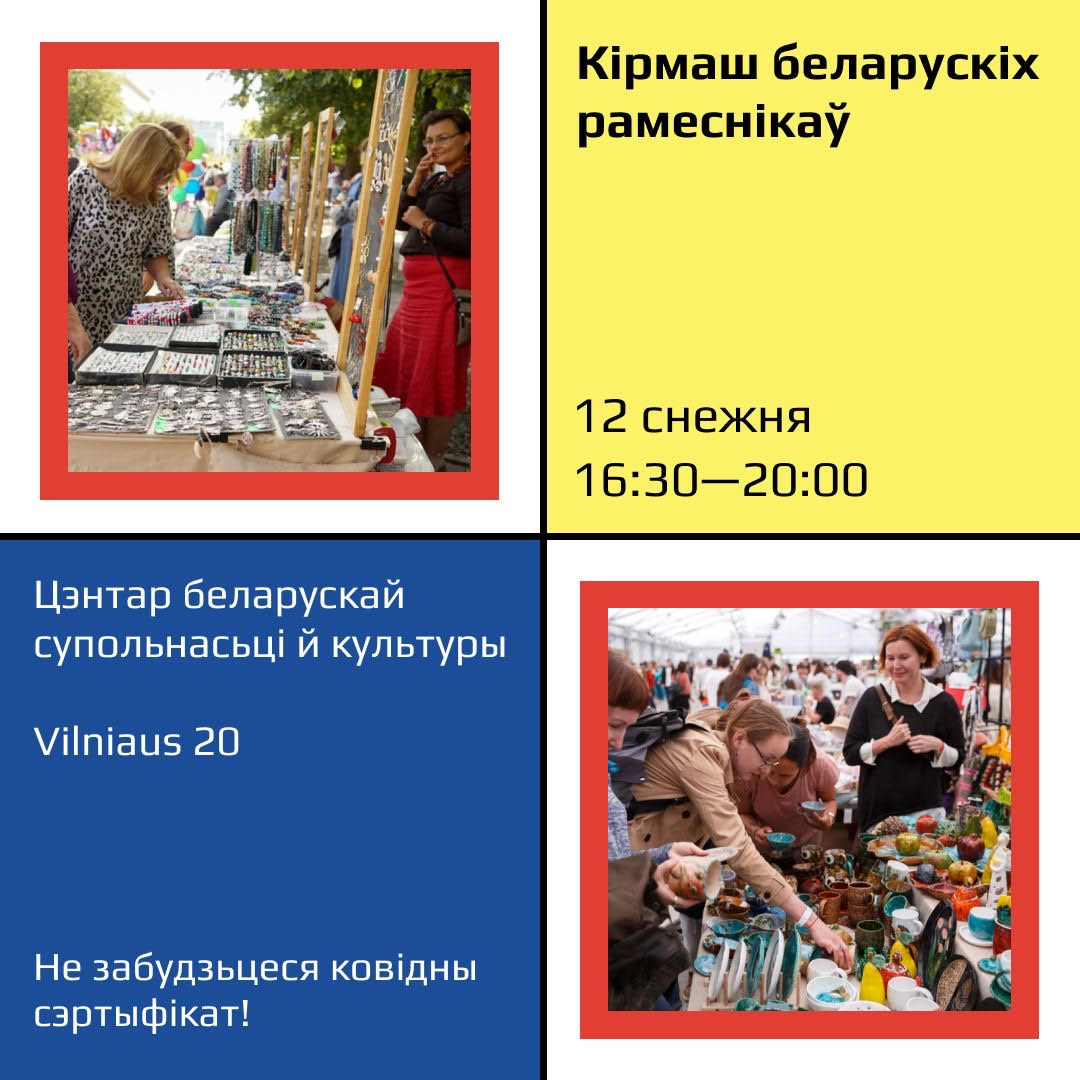 Кірмаш беларускіх
рамеснікаў
12 снежня
16:30—20:00
Цэнтар беларускай
супольнасьці й культуры
Vilniaus 20
Не забудзьцеся ковідны
сэртыфікат!